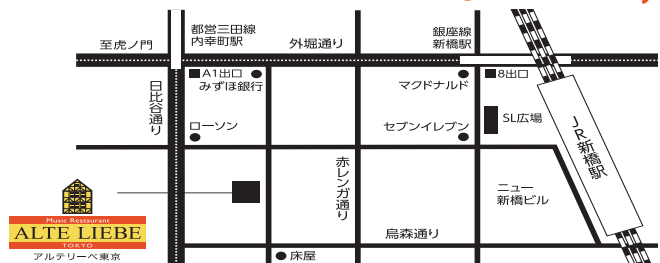 至虎ノ門
都営三田線
内幸町駅
外堀通り
銀座線
新橋駅
A1出口
みずほ銀行
マクドナルド
8出口
日比谷通り
ローソン
セブンイレブン
SL広場
JR新橋駅
赤レンガ通り
ニュー
新橋ビル
Music Restaurant
ALTE LIEBE
TOKYO
アルテリーベ東京
烏森通り
床屋